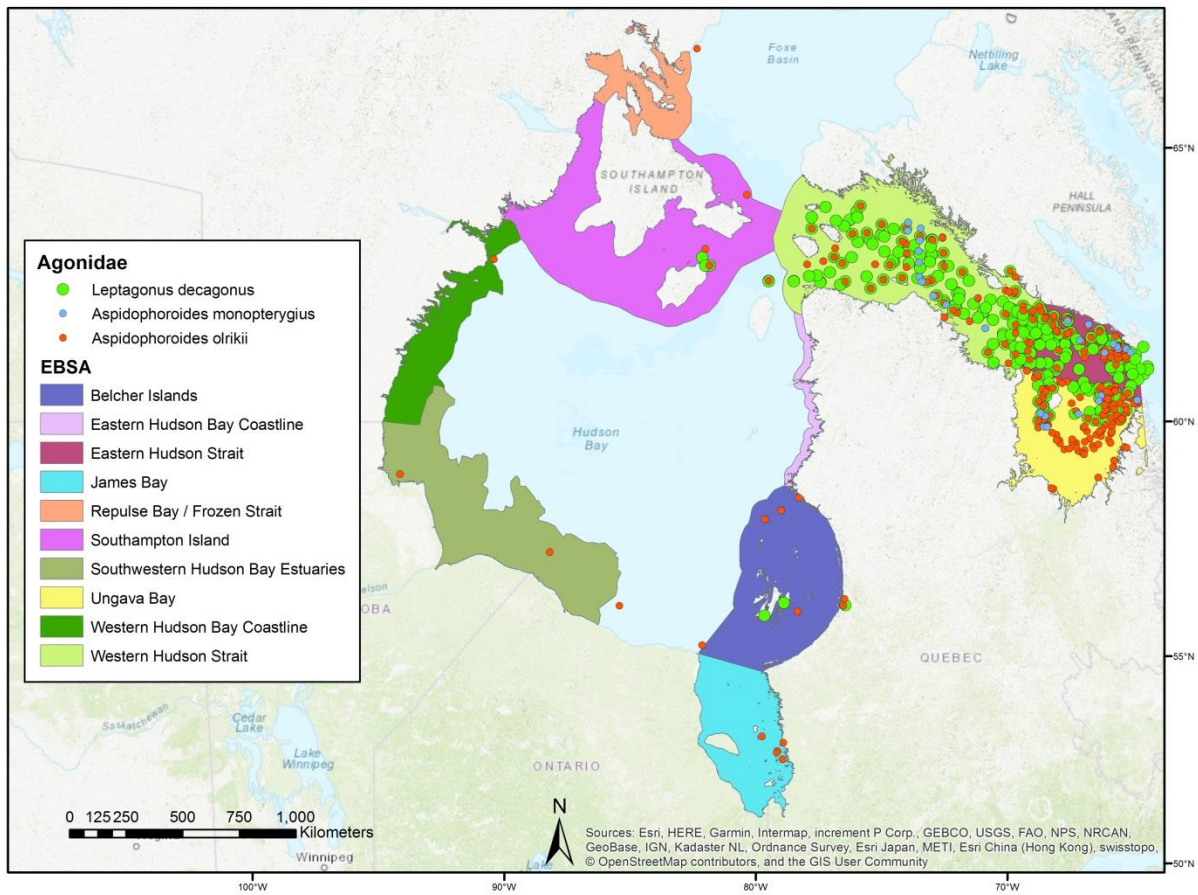 Foxe
Basin
Nettilling
Lake
65°N
SOUTHAMPTON
ISLAND
HALL
PENINSULA
Agonidae
Leptagonus decagonus
Aspidophoroides monopterygius
Aspidophoroides olrikii
EBSA
Belcher Islands
Eastern Hudson Bay Coastline
Eastern Hudson Strait
James Bay
Repulse Bay / Frozen Strait
Southampton Island
Southwestern Hudson Bay Estuaries
Ungava Bay
Western Hudson Bay Coastline
Western Hudson Strait
60°N
Hudson
Bay
elson
OBA
55°N
QUEBEC
Saskatchewan
Cedar
Lake
Lake
Winnipeg
ONTARIO
0 125 250 500 750 1,000
Kilometers
Winnipeg
N
Lake
Sources: Esri, HERE, Garmin, Intermap, increment P Corp., GEBCO, USGS, FAO, NPS, NRCAN,
GeoBase, IGN, Kadaster NL, Ordnance Survey, Esri Japan, METI, Esri China (Hong Kong), swisstopo,
© OpenStreetMap contributors, and the GIS User Community
50°N
100°W 90°W 80°W 70°W